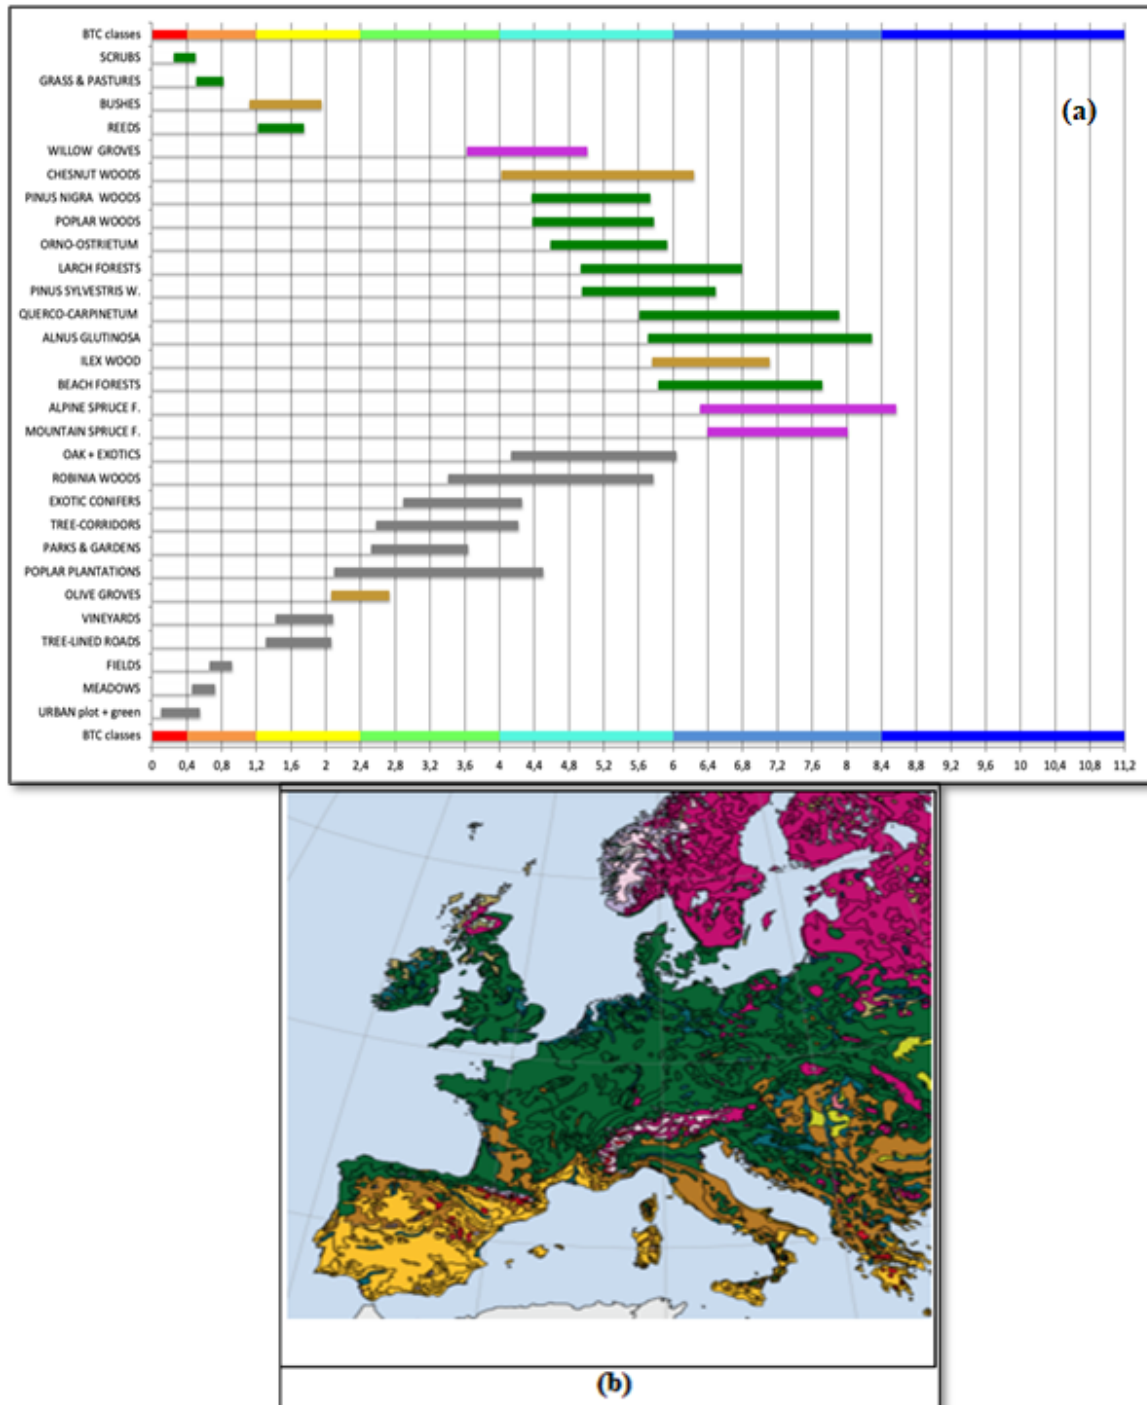 BTC classes
(a)
SCRUBS
GRASS & PASTURES
BUSHES
REEDS
WILLOW GROVES
CHESNUT WOODS
PINUS NIGRA WOODS
POPLAR WOODS
ORNO-OSTRIETUM
LARCH FORESTS
PINUS SYLVESTRIS W.
QUERCO-CARPINETUM
ALNUS GLUTINOSA
ILEX WOOD
BEACH FORESTS
ALPINE SPRUCE F.
MOUNTAIN SPRUCE F.
OAK + EXOTICS
ROBINIA WOODS
EXOTIC CONIFERS
TREE-CORRIDORS
PARKS & GARDENS
POPLAR PLANTATIONS
OLIVE GROVES
VINEYARDS
TREE-LINED ROADS
FIELDS
MEADOWS
URBAN plot + green
BTC classes
0 0,4 0,8 1,2 1,6 2 2,4 2,8 3,2 3,6 4 4,4 4,8 5,2 5,6 6 6,4 6,8 7,2 7,6 8 8,4 8,8 9,2 9,6 10 10,4 10,8 11,2
(b)